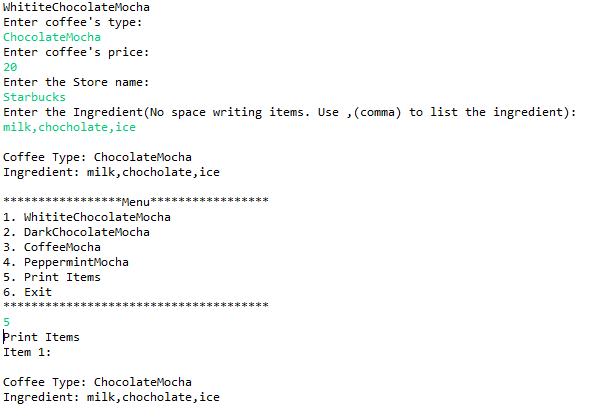 WhititeChocolateMocha
Enter coffee's type:
ChocolateMocha
Enter coffee's price:
20
Enter the Store name:
Starbucks
Enter the Ingredient(No space writing items. Use ,(comma) to list the ingredient):
milk,chocholate,ice
Coffee Type: ChocolateMocha
Ingredient: milk,chocholate,ice
*****************Menu*****************
1. WhititeChocolateMocha
2. DarkChocolateMocha
3. CoffeeMocha
4. PeppermintMocha
5. Print Items
6. Exit
**************************************
5
Print Items
Item 1:
Coffee Type: ChocolateMocha
Ingredient: milk,chocholate,ice